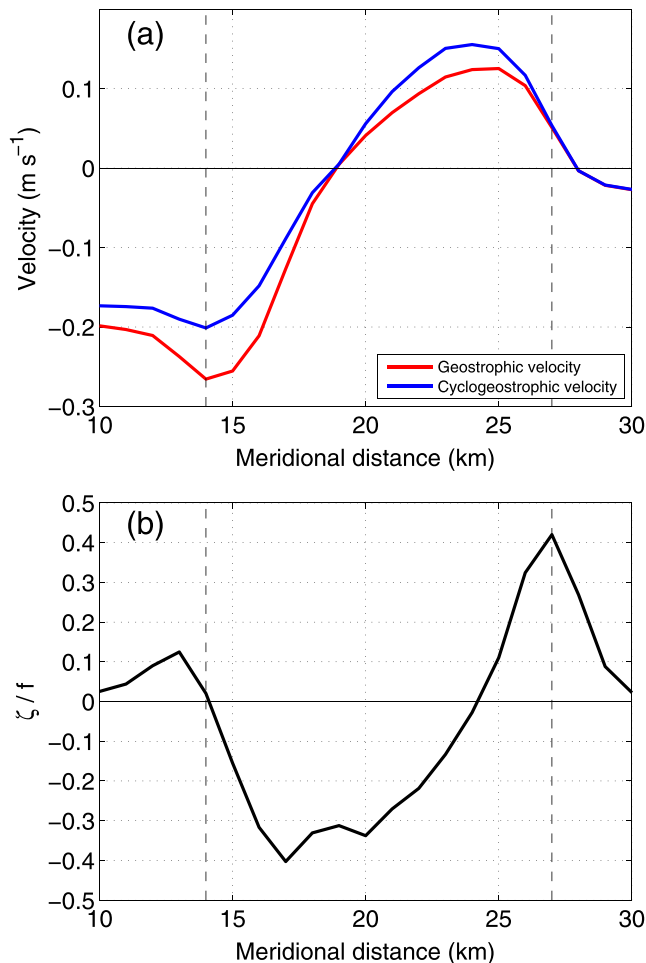 (a)
0.1
0
−0.1
−0.2
−0.3
Velocity (m s⁻¹)
Geostrophic velocity
Cyclogeostrophic velocity
10 15 20 25 30
Meridional distance (km)
(b)
0.5
0.4
0.3
0.2
0.1
0
−0.1
−0.2
−0.3
−0.4
−0.5
ζ / f
10 15 20 25 30
Meridional distance (km)